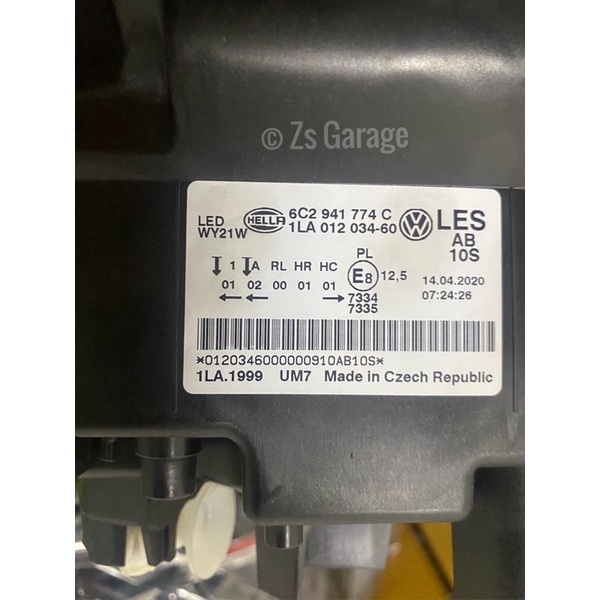 © Zs Garage
LED
WY21W
HELLA
6C2 941 774 C
1LA 012 034-60
VW
LES
AB
10S
1 A RL HR HC
01 02 00 01 01
PL
E8 12,5
7334
7335
14.04.2020
07:24:26
*0120346000000910AB10S*
1LA.1999 UM7 Made in Czech Republic